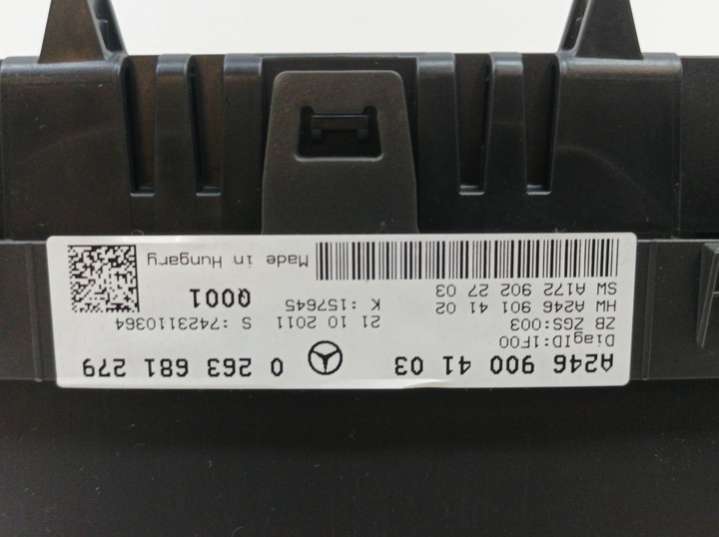 A246 900 41 03 0 263 681 279
DiagID:1F00
ZB ZGS:003
HW A246 901 41 02
SW A172 902 27 03
21 10 2011 S :7423110364
K :157645
Q001
Made in Hungary